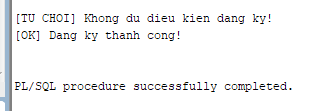 [TU CHOI] Khong du dieu kien dang ky!
[OK] Dang ky thanh cong!
PL/SQL procedure successfully completed.